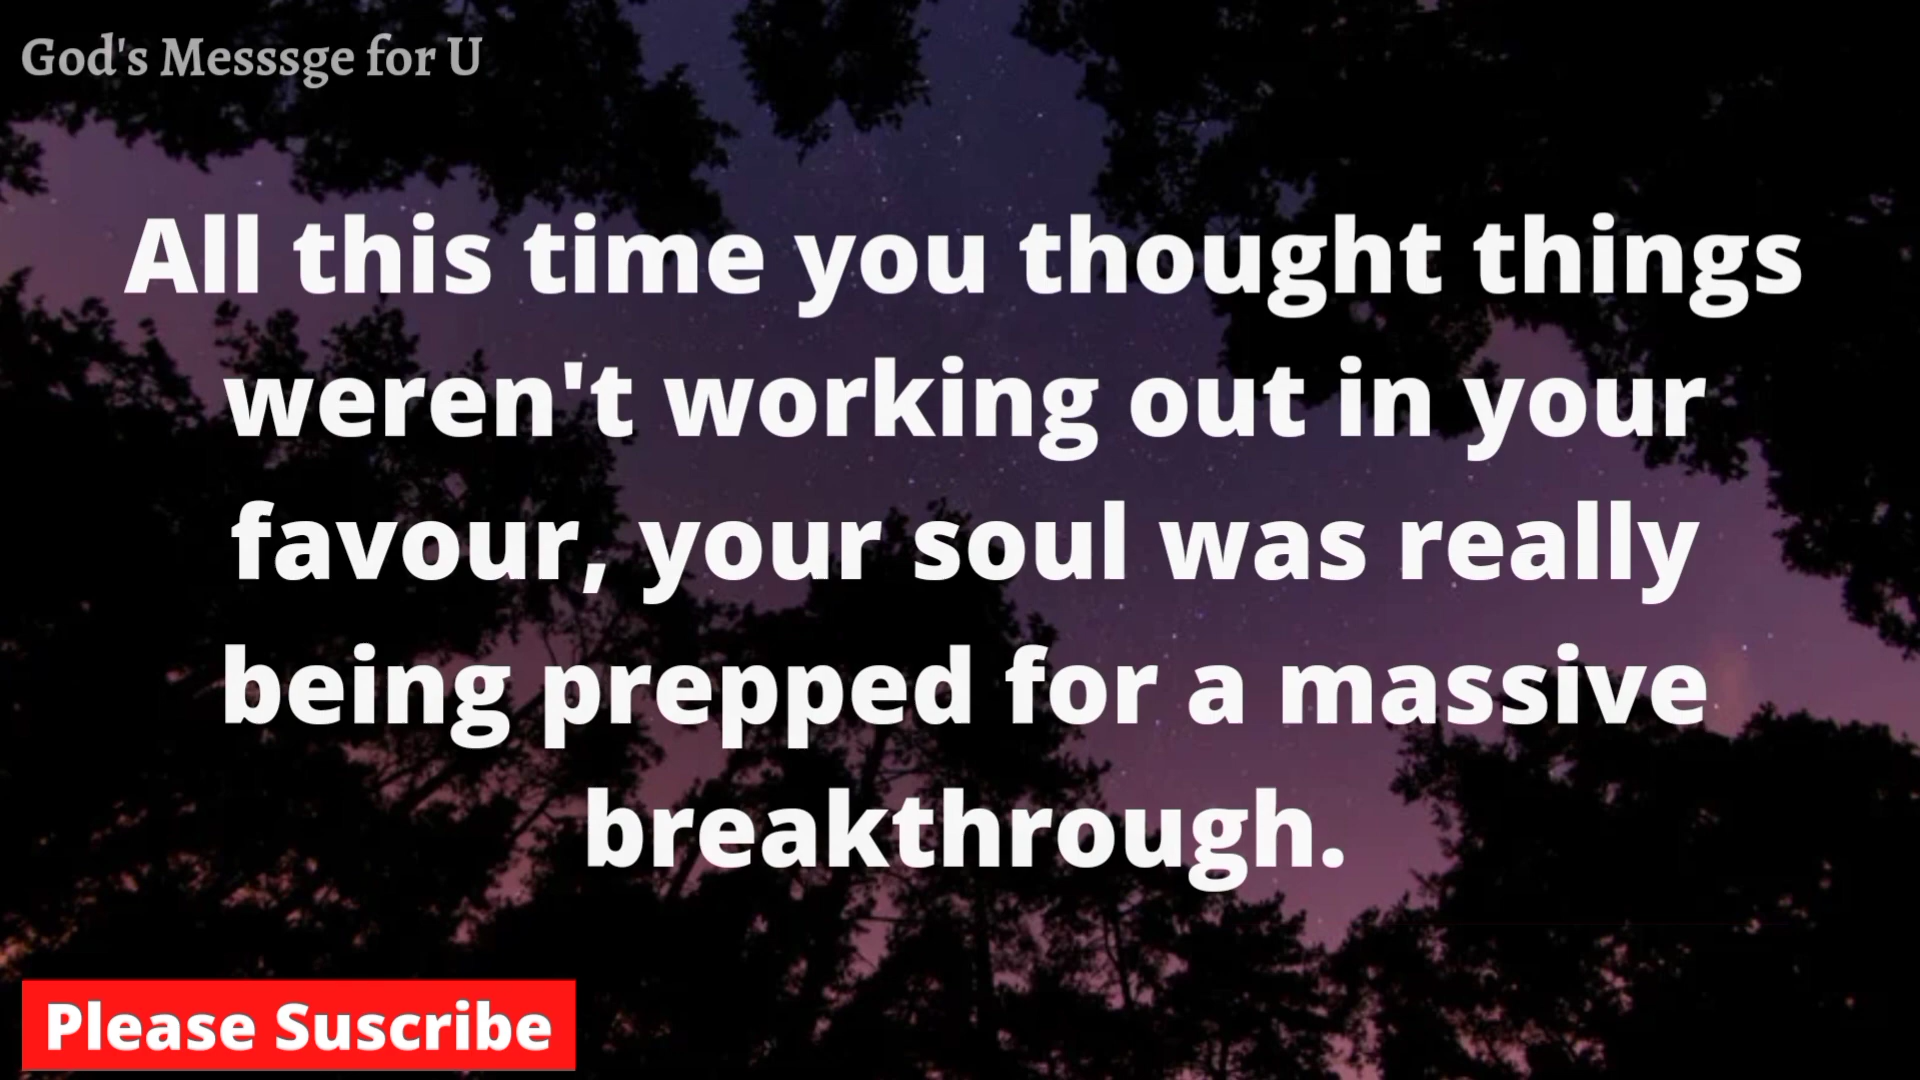 God's Messsge for U
All this time you thought things
weren't working out in your
favour, your soul was really
being prepped for a massive
breakthrough.
Please Suscribe